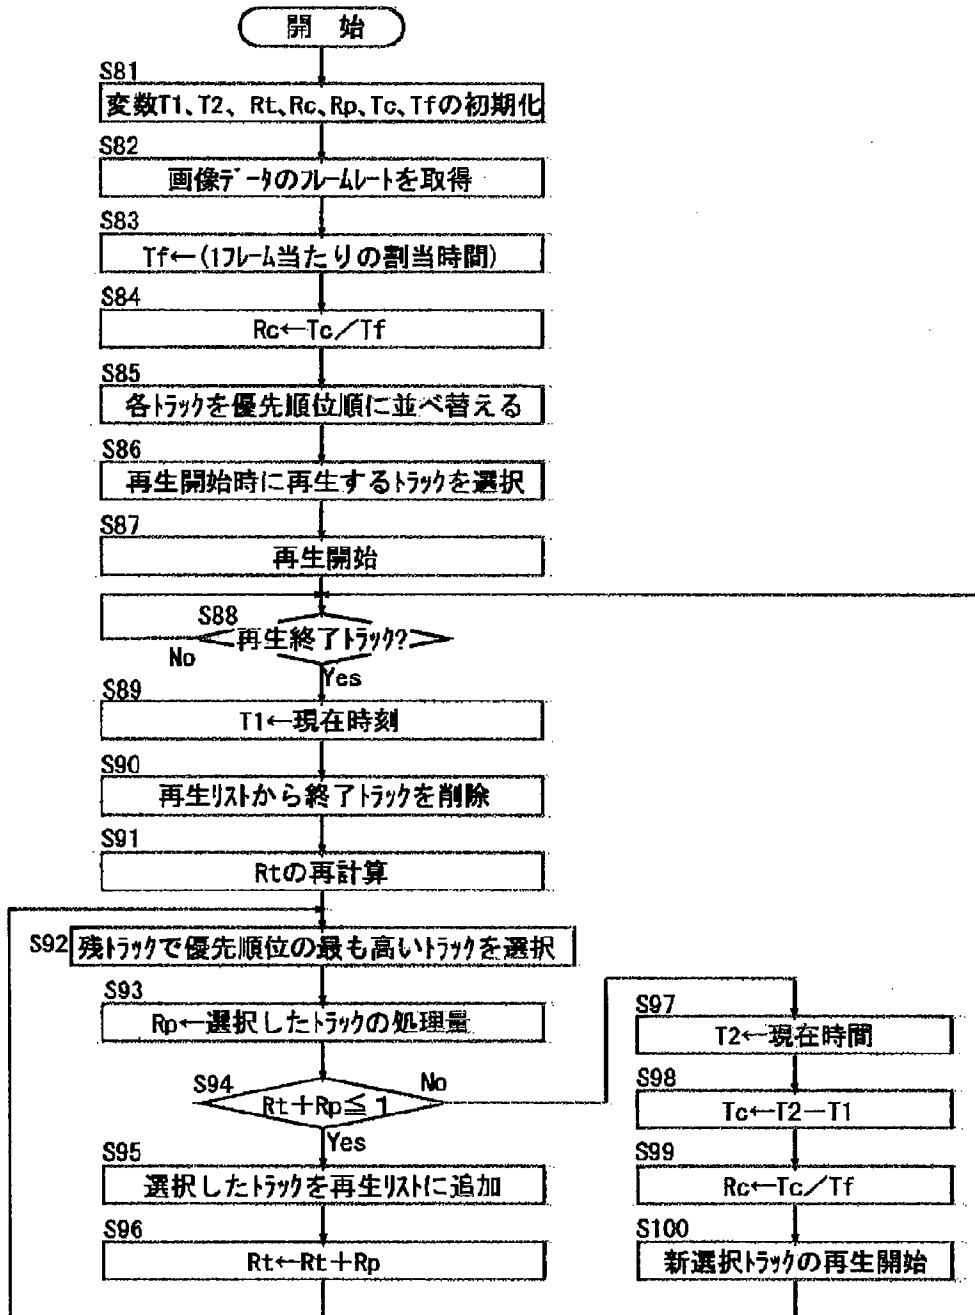 開 始
S81
変数T1、T2、Rt、Rc、Rp、Tc、Tfの初期化
S82
画像データのフレームレートを取得
S83
Tf←(1フレーム当たりの割当時間)
S84
Rc←Tc/Tf
S85
各トラックを優先順位順に並べ替える
S86
再生開始時に再生するトラックを選択
S87
再生開始
S88
再生終了トラック?
No
Yes
S89
T1←現在時刻
S90
再生リストから終了トラックを削除
S91
Rtの再計算
S92
残トラックで優先順位の最も高いトラックを選択
S93
Rp←選択したトラックの処理量
S94
Rt+Rp≦1
No
Yes
S95
選択したトラックを再生リストに追加
S96
Rt←Rt+Rp
S97
T2←現在時間
S98
Tc←T2-T1
S99
Rc←Tc/Tf
S100
新選択トラックの再生開始